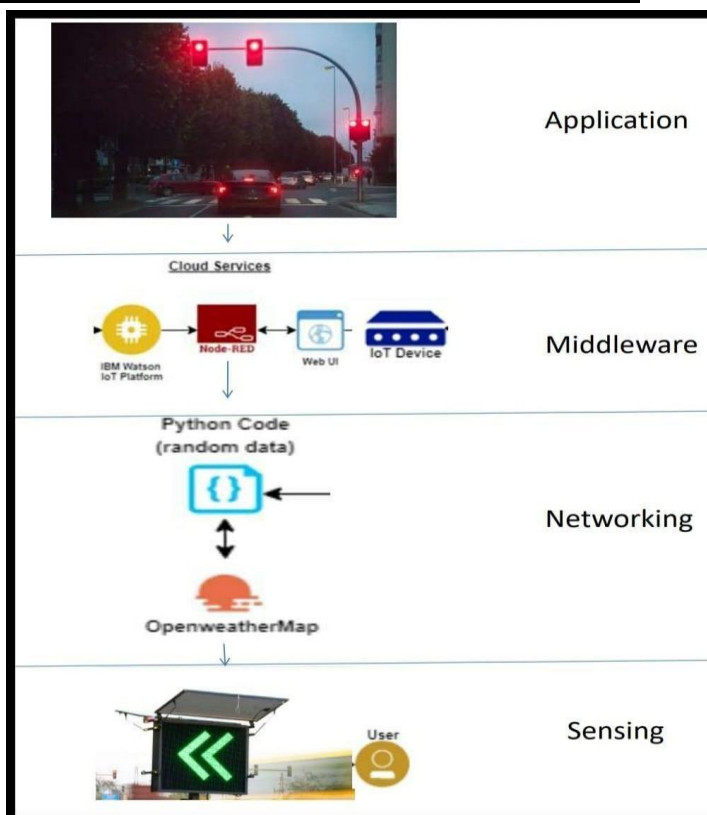 Application
Cloud Services
IBM Watson
IoT Platform
Node-RED
Web UI
IoT Device
Middleware
Python Code
(random data)
{}
Networking
OpenweatherMap
User
Sensing